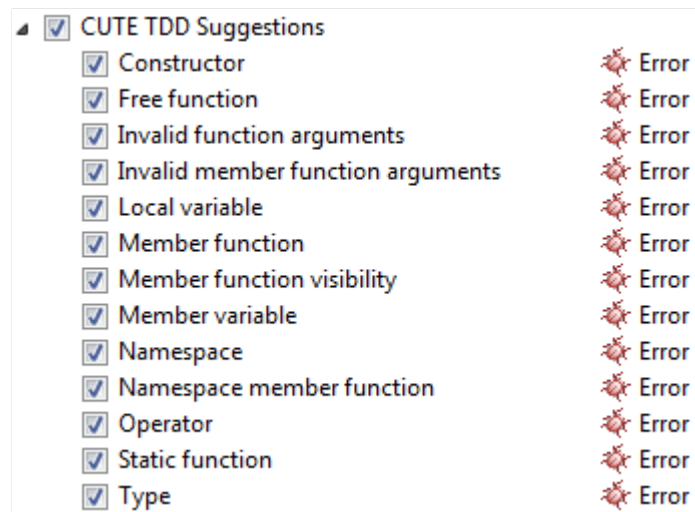 CUTE TDD Suggestions
Constructor Error
Free function Error
Invalid function arguments Error
Invalid member function arguments Error
Local variable Error
Member function Error
Member function visibility Error
Member variable Error
Namespace Error
Namespace member function Error
Operator Error
Static function Error
Type Error